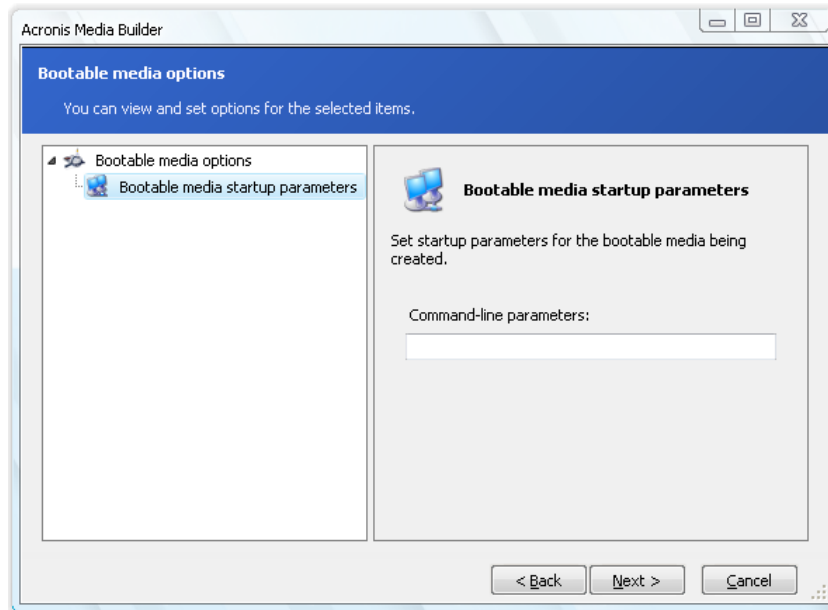 Acronis Media Builder
Bootable media options
You can view and set options for the selected items.
Bootable media options
Bootable media startup parameters
Bootable media startup parameters
Set startup parameters for the bootable media being
created.
Command-line parameters:
< Back
Next >
Cancel